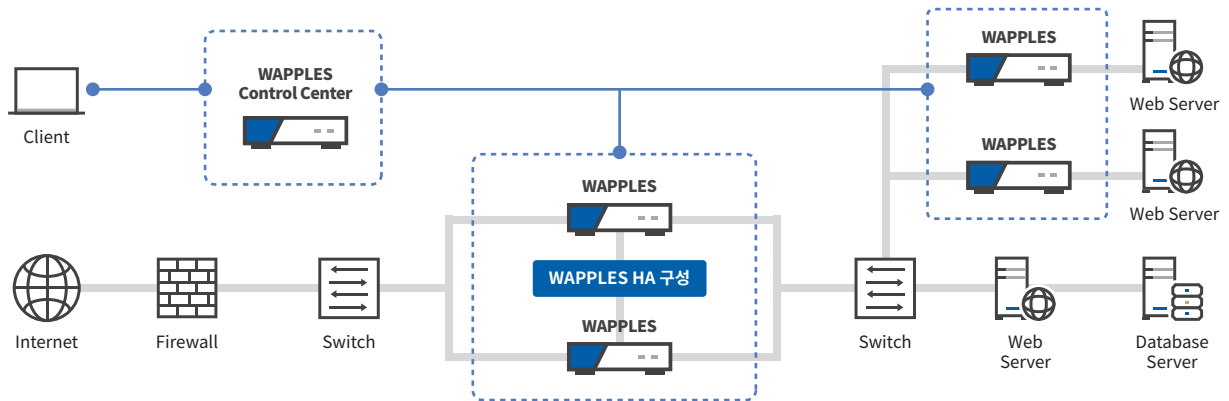 WAPPLES
Control Center
Client
WAPPLES
Web Server
WAPPLES
Web Server
WAPPLES
WAPPLES HA 구성
WAPPLES
Internet
Firewall
Switch
Switch
Web
Server
Database
Server